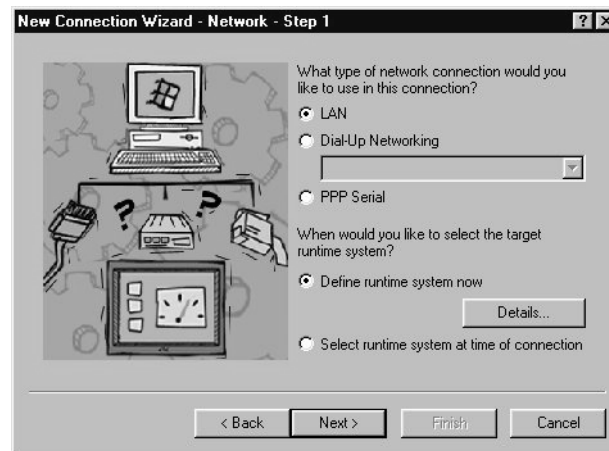 New Connection Wizard - Network - Step 1
What type of network connection would you
like to use in this connection?
LAN
Dial-Up Networking
PPP Serial
When would you like to select the target
runtime system?
Define runtime system now
Details...
Select runtime system at time of connection
< Back
Next >
Finish
Cancel